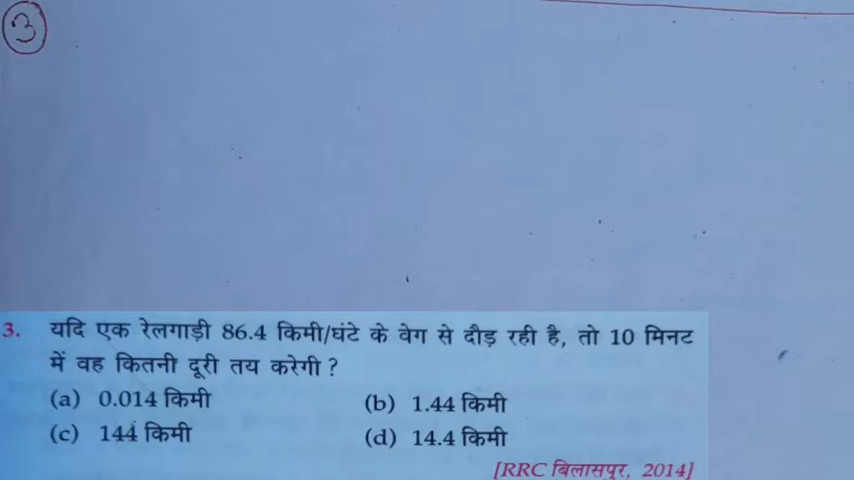 3
3. यदि एक रेलगाड़ी 86.4 किमी/घंटे के वेग से दौड़ रही है, तो 10 मिनट
में वह कितनी दूरी तय करेगी ?
(a) 0.014 किमी (b) 1.44 किमी
(c) 144 किमी (d) 14.4 किमी
[RRC बिलासपुर, 2014]